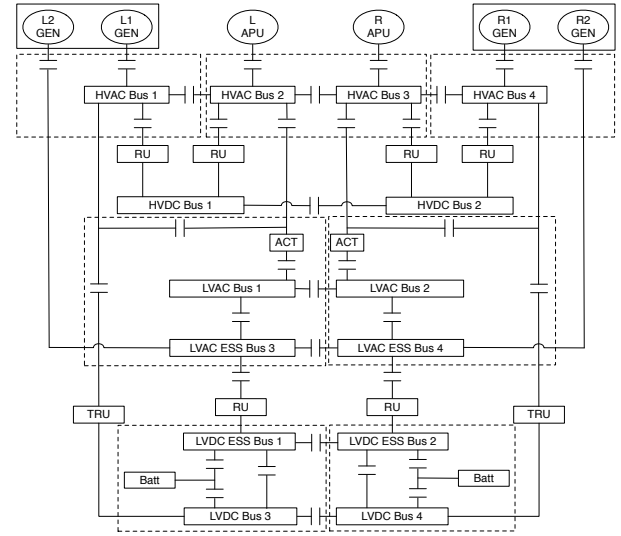 L2
GEN
L1
GEN
L
APU
R
APU
R1
GEN
R2
GEN
HVAC Bus 1
HVAC Bus 2
HVAC Bus 3
HVAC Bus 4
RU
RU
RU
RU
HVDC Bus 1
HVDC Bus 2
ACT
ACT
LVAC Bus 1
LVAC Bus 2
LVAC ESS Bus 3
LVAC ESS Bus 4
TRU
RU
RU
TRU
LVDC ESS Bus 1
LVDC ESS Bus 2
Batt
Batt
LVDC Bus 3
LVDC Bus 4